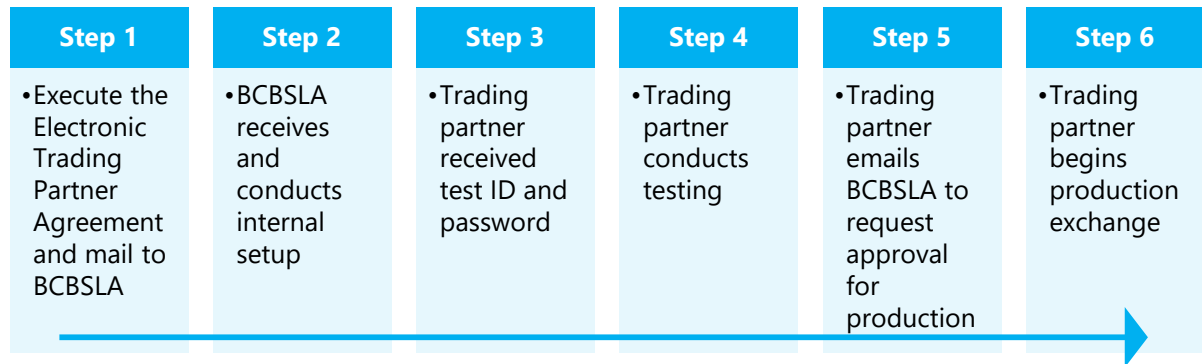 Step 1
•Execute the
Electronic
Trading
Partner
Agreement
and mail to
BCBSLA
Step 2
•BCBSLA
receives
and
conducts
internal
setup
Step 3
•Trading
partner
received
test ID and
password
Step 4
•Trading
partner
conducts
testing
Step 5
•Trading
partner
emails
BCBSLA to
request
approval
for
production
Step 6
•Trading
partner
begins
production
exchange